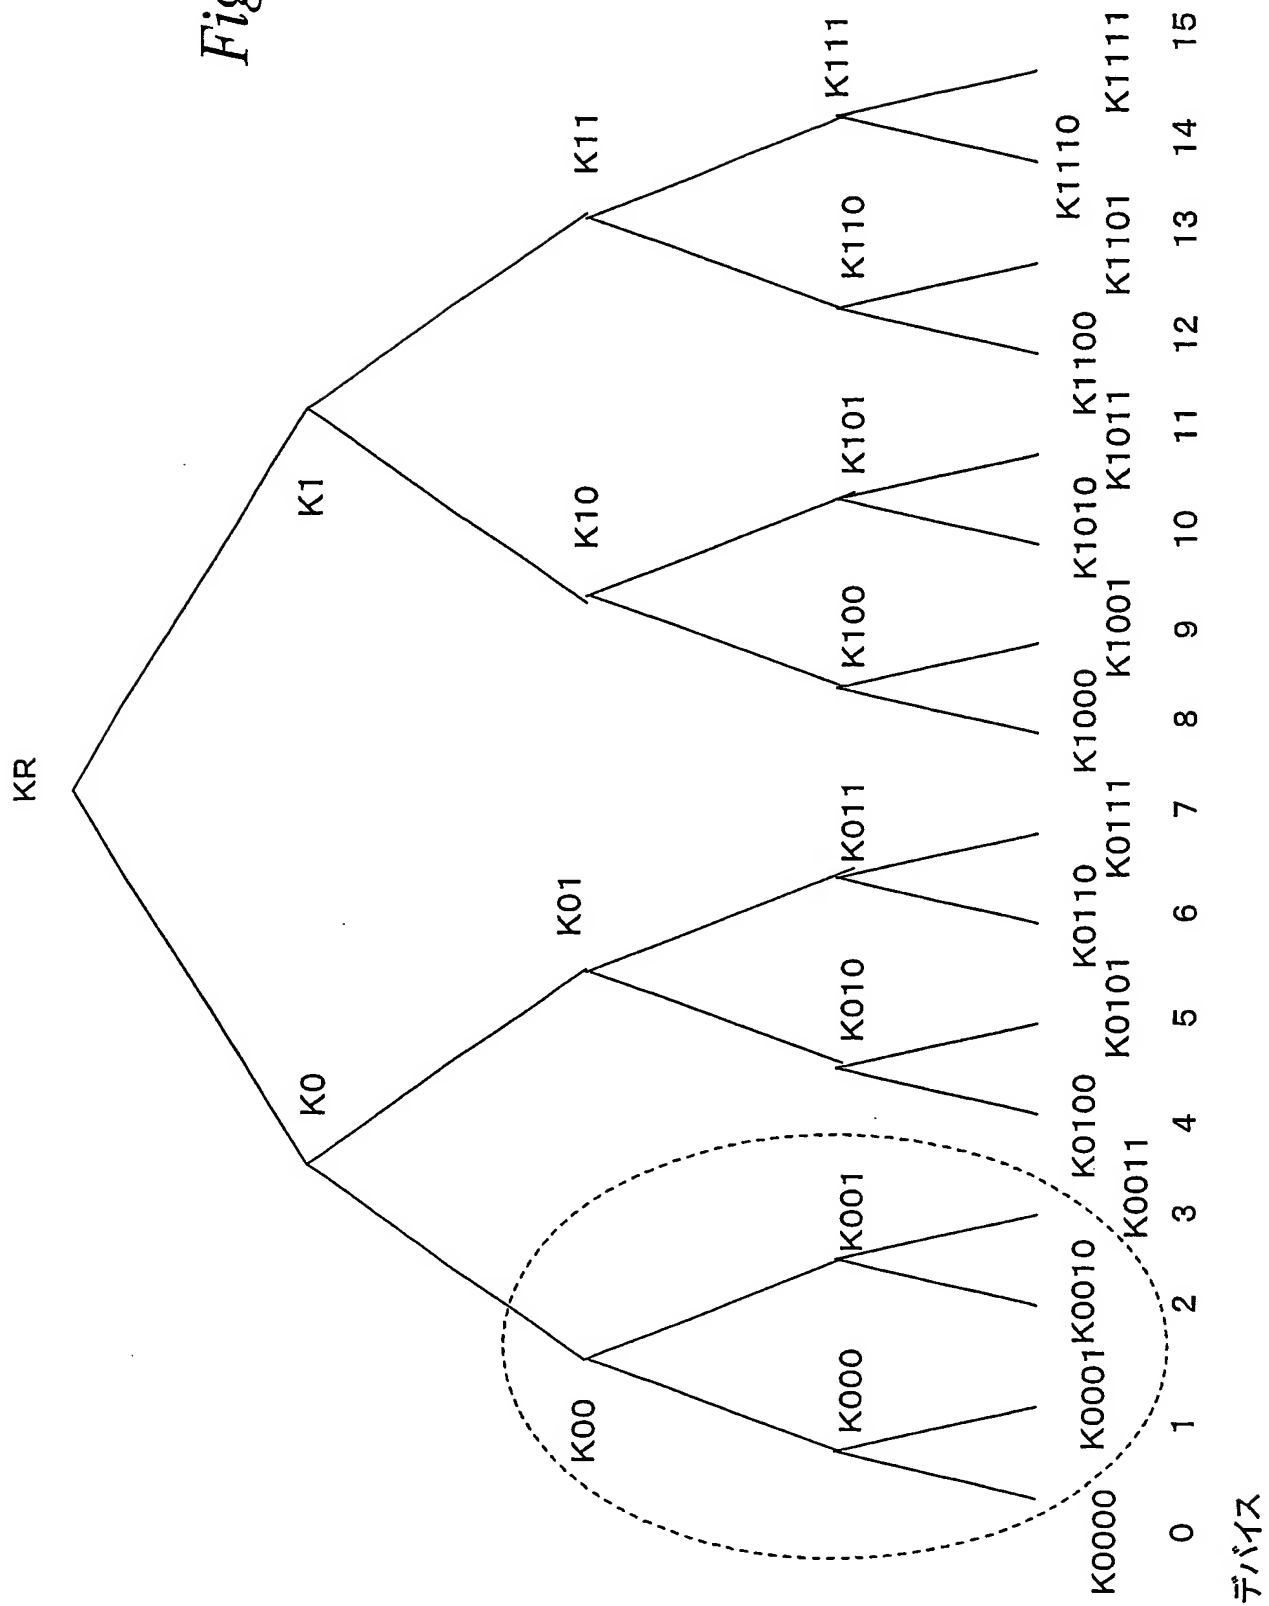 Fig
KR
K0
K1
K00
K01
K10
K11
K000
K001
K010
K011
K100
K101
K110
K111
K0000
K0001
K0010
K0011
K0100
K0101
K0110
K0111
K1000
K1001
K1010
K1011
K1100
K1101
K1110
K1111
0 1 2 3 4 5 6 7 8 9 10 11 12 13 14 15
デバイス